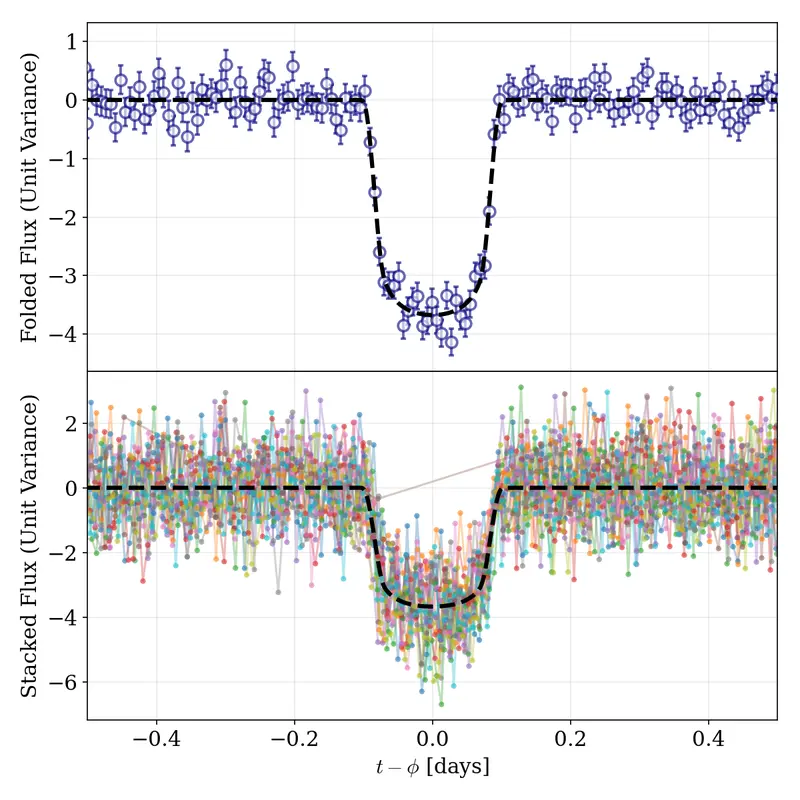 Folded Flux (Unit Variance)
1
0
−1
−2
−3
−4
Stacked Flux (Unit Variance)
2
0
−2
−4
−6
−0.4 −0.2 0.0 0.2 0.4
t − ϕ [days]